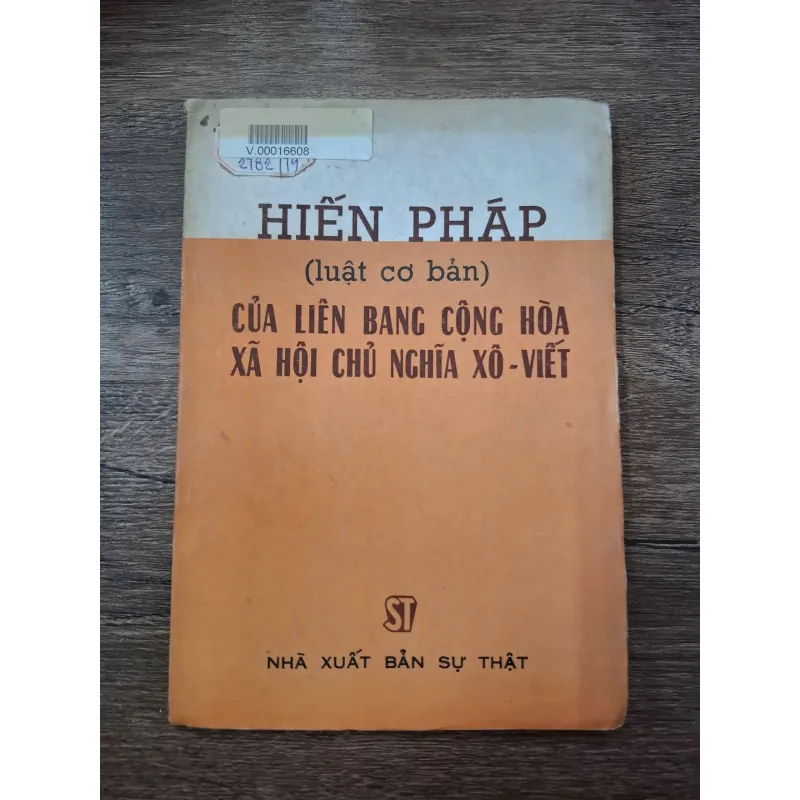 V.00016608
2782/79
HIẾN PHÁP
(luật cơ bản)
CỦA LIÊN BANG CỘNG HÒA
XÃ HỘI CHỦ NGHĨA XÔ-VIẾT
ST
NHÀ XUẤT BẢN SỰ THẬT